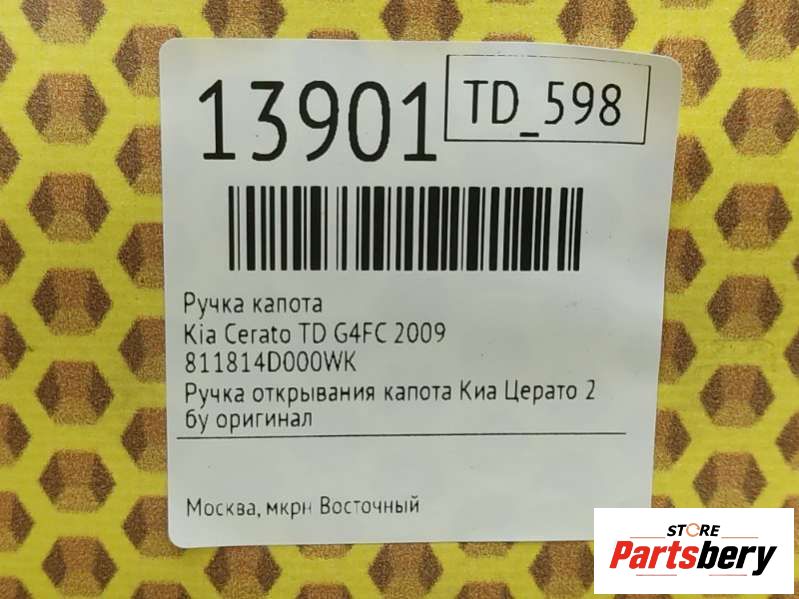 13901
TD_598
Ручка капота
Kia Cerato TD G4FC 2009
811814D000WK
Ручка открывания капота Киа Церато 2
бу оригинал
Москва, мкрн Восточный
STORE
Partsbery